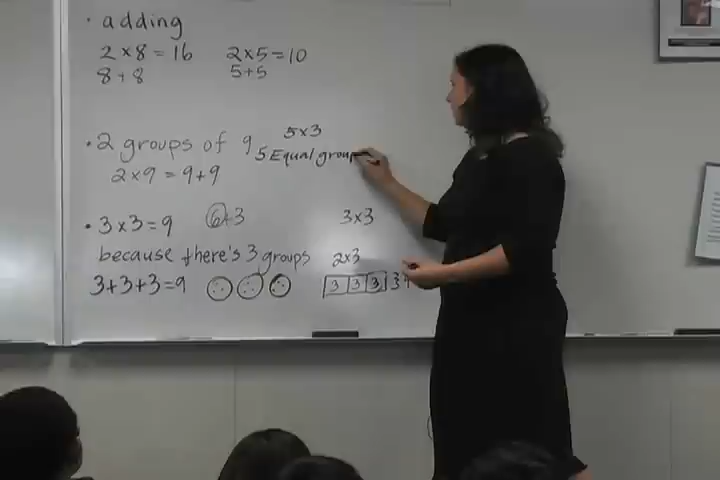 • adding
2 × 8 = 16
2 × 5 = 10
8 + 8
5 + 5
• 2 groups of 9
5 × 3
5 Equal group
2 × 9 = 9 + 9
• 3 × 3 = 9
6 + 3
3 × 3
because there's 3 groups
2 × 3
3 + 3 + 3 = 9
3 3 3 3